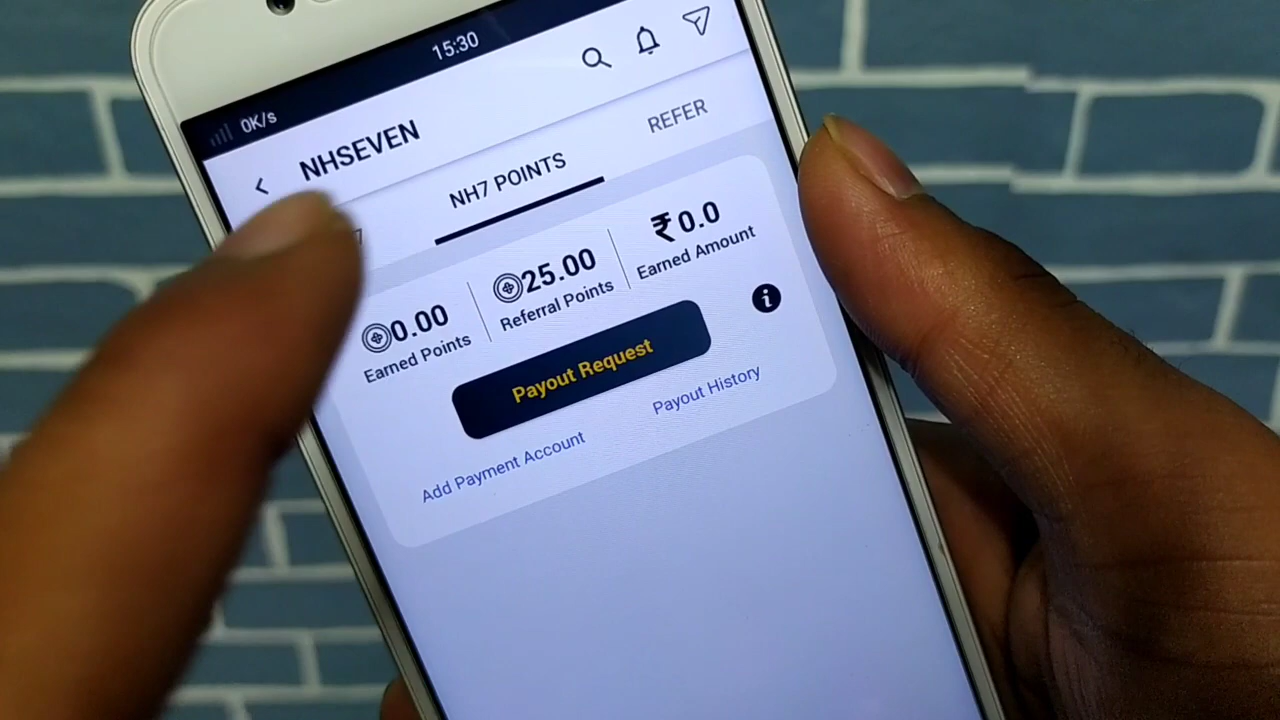 15:30
0K/s
NHSEVEN
NH7 POINTS
REFER
0.00
Earned Points
25.00
Referral Points
₹0.0
Earned Amount
Payout Request
Add Payment Account
Payout History